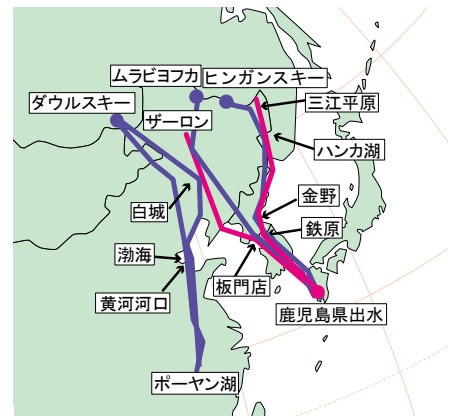 ムラビヨフカ
ヒンガンスキー
ダウルスキー
三江平原
ザーロン
ハンカ湖
金野
白城
鉄原
渤海
板門店
黄河河口
鹿児島県出水
ポーヤン湖